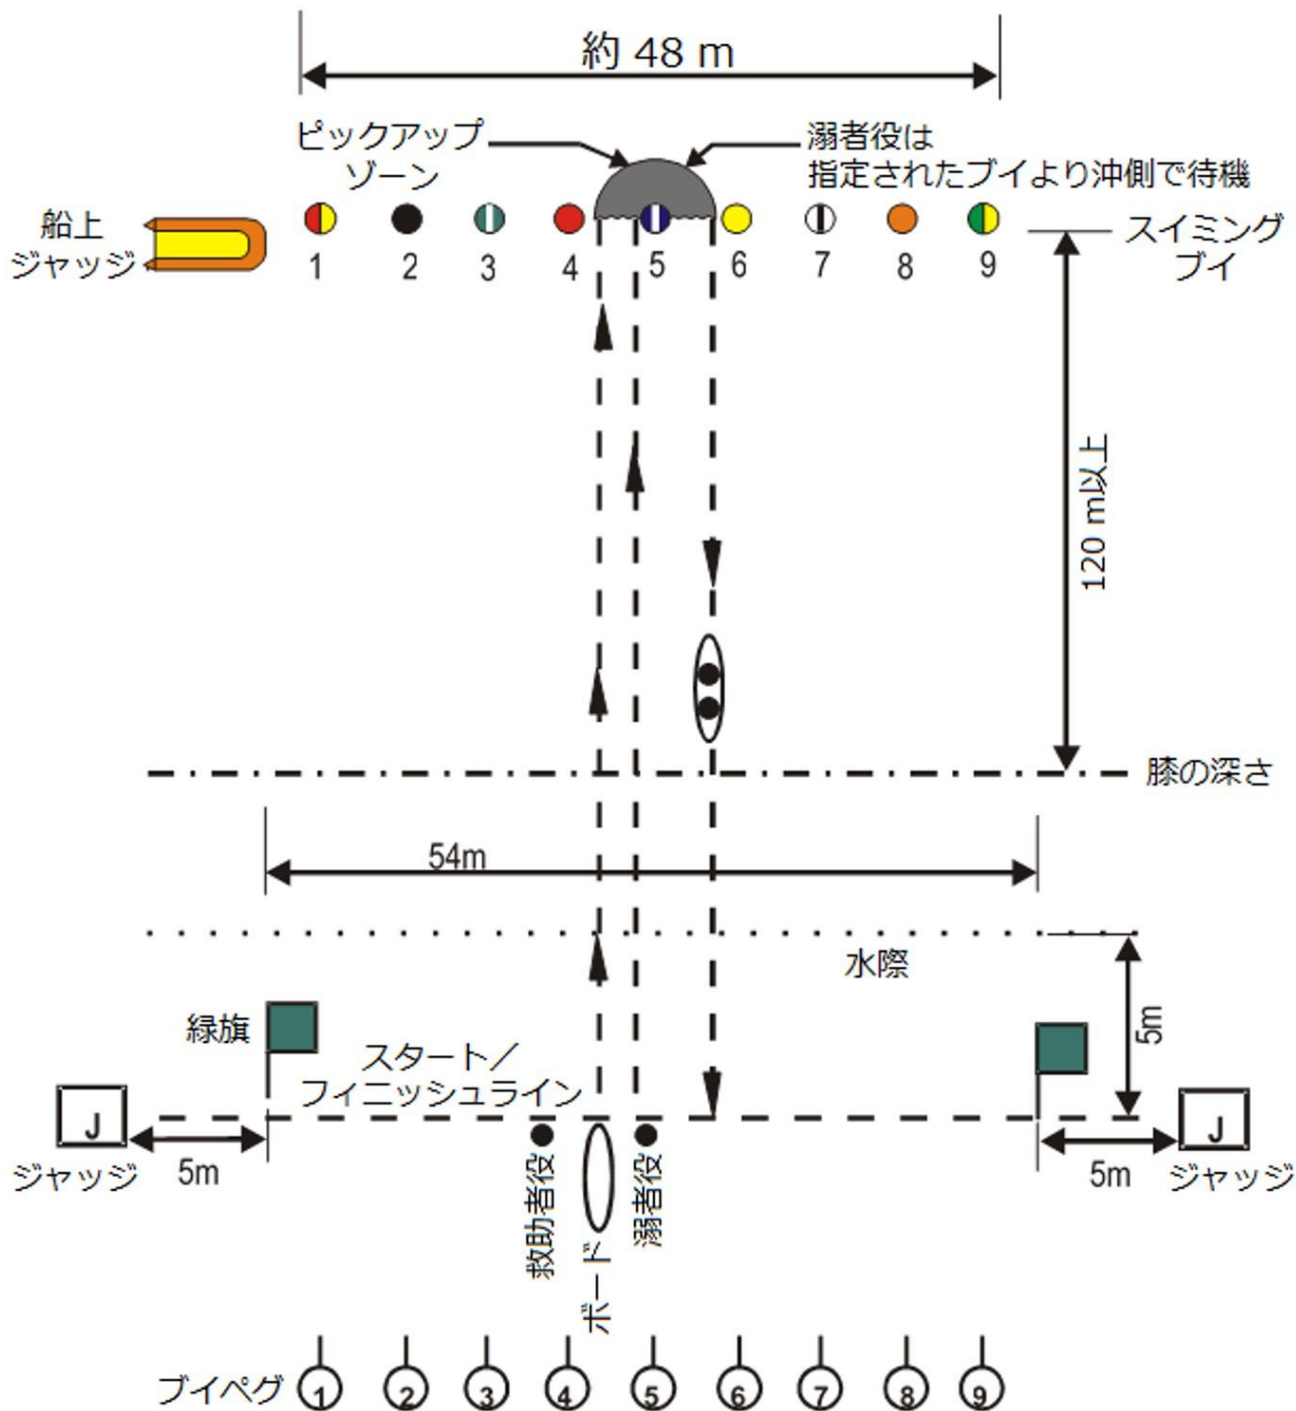 約 48 m
ピックアップ
ゾーン
溺者役は
指定されたブイより沖側で待機
船上
ジャッジ
1 2 3 4 5 6 7 8 9
スイミング
ブイ
120 m以上
膝の深さ
54m
水際
緑旗
5m
スタート／
フィニッシュライン
J
ジャッジ
5m
救助者役
ボード
溺者役
5m
J
ジャッジ
ブイペグ
1 2 3 4 5 6 7 8 9